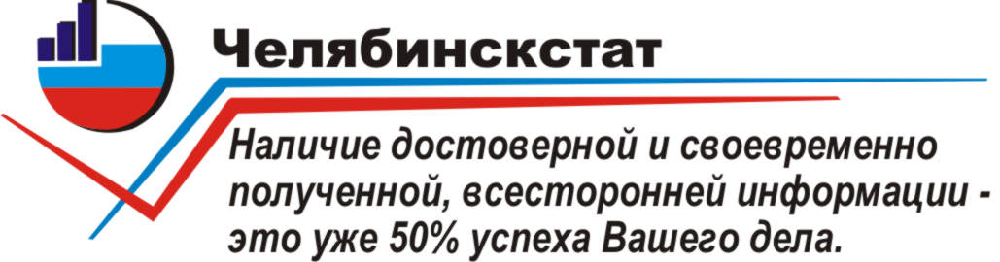 Челябинскстат
Наличие достоверной и своевременно
полученной, всесторонней информации -
это уже 50% успеха Вашего дела.